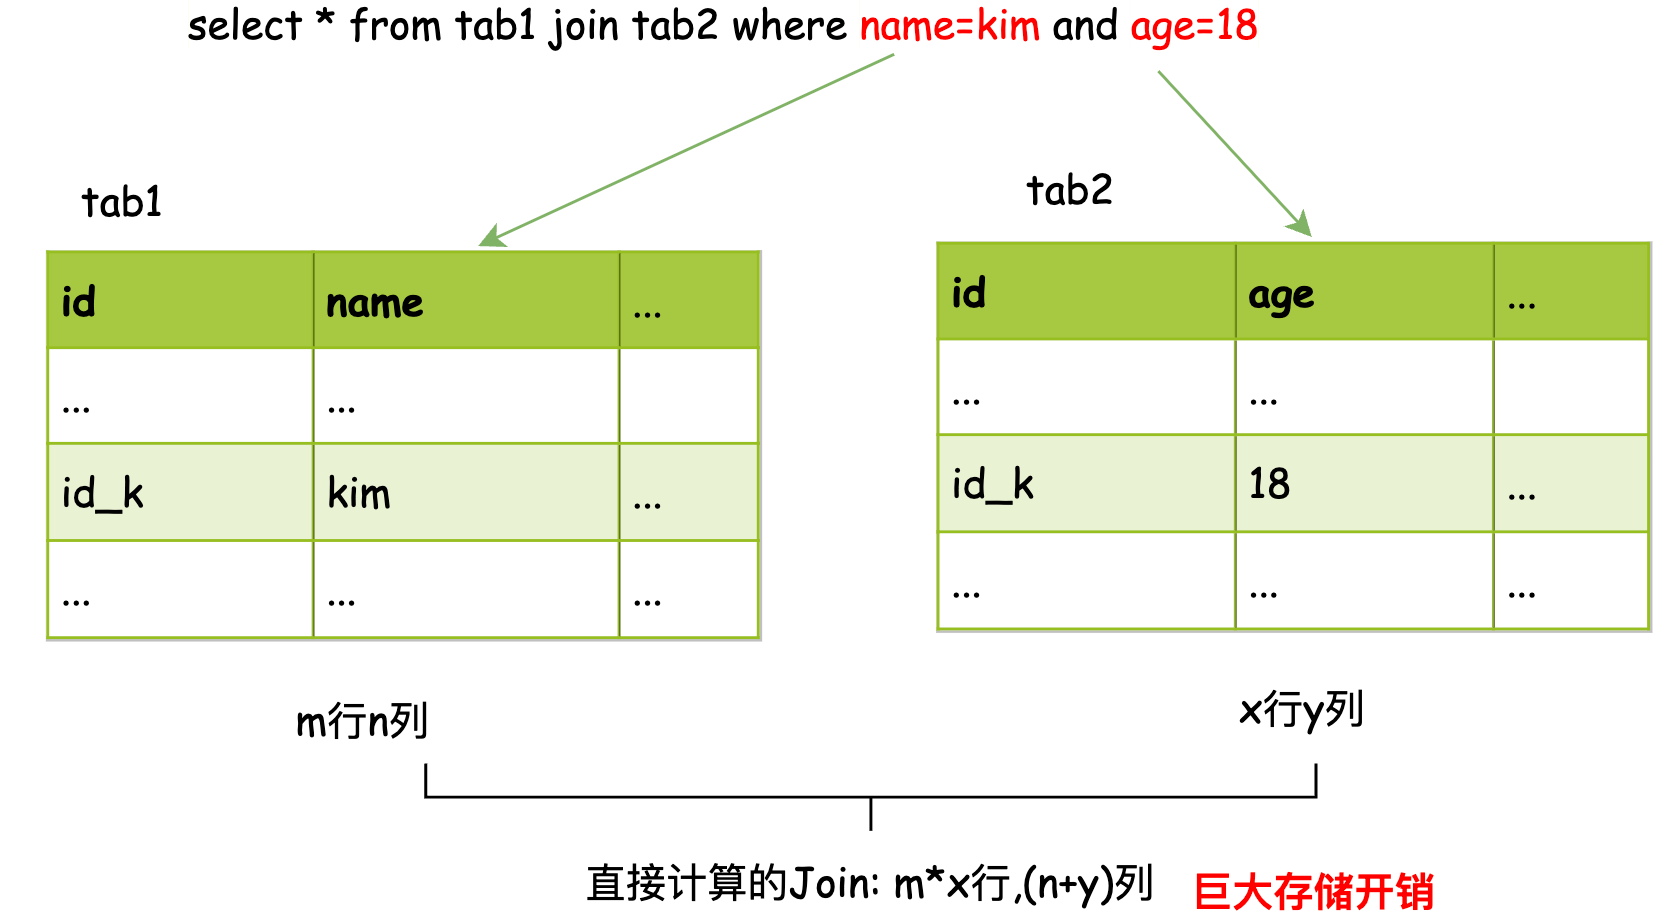 select * from tab1 join tab2 where name=kim and age=18
tab1
id name ...
... ...
id_k kim ...
... ... ...
m行n列
tab2
id age ...
... ...
id_k 18 ...
... ... ...
x行y列
直接计算的Join: m*x行,(n+y)列 巨大存储开销